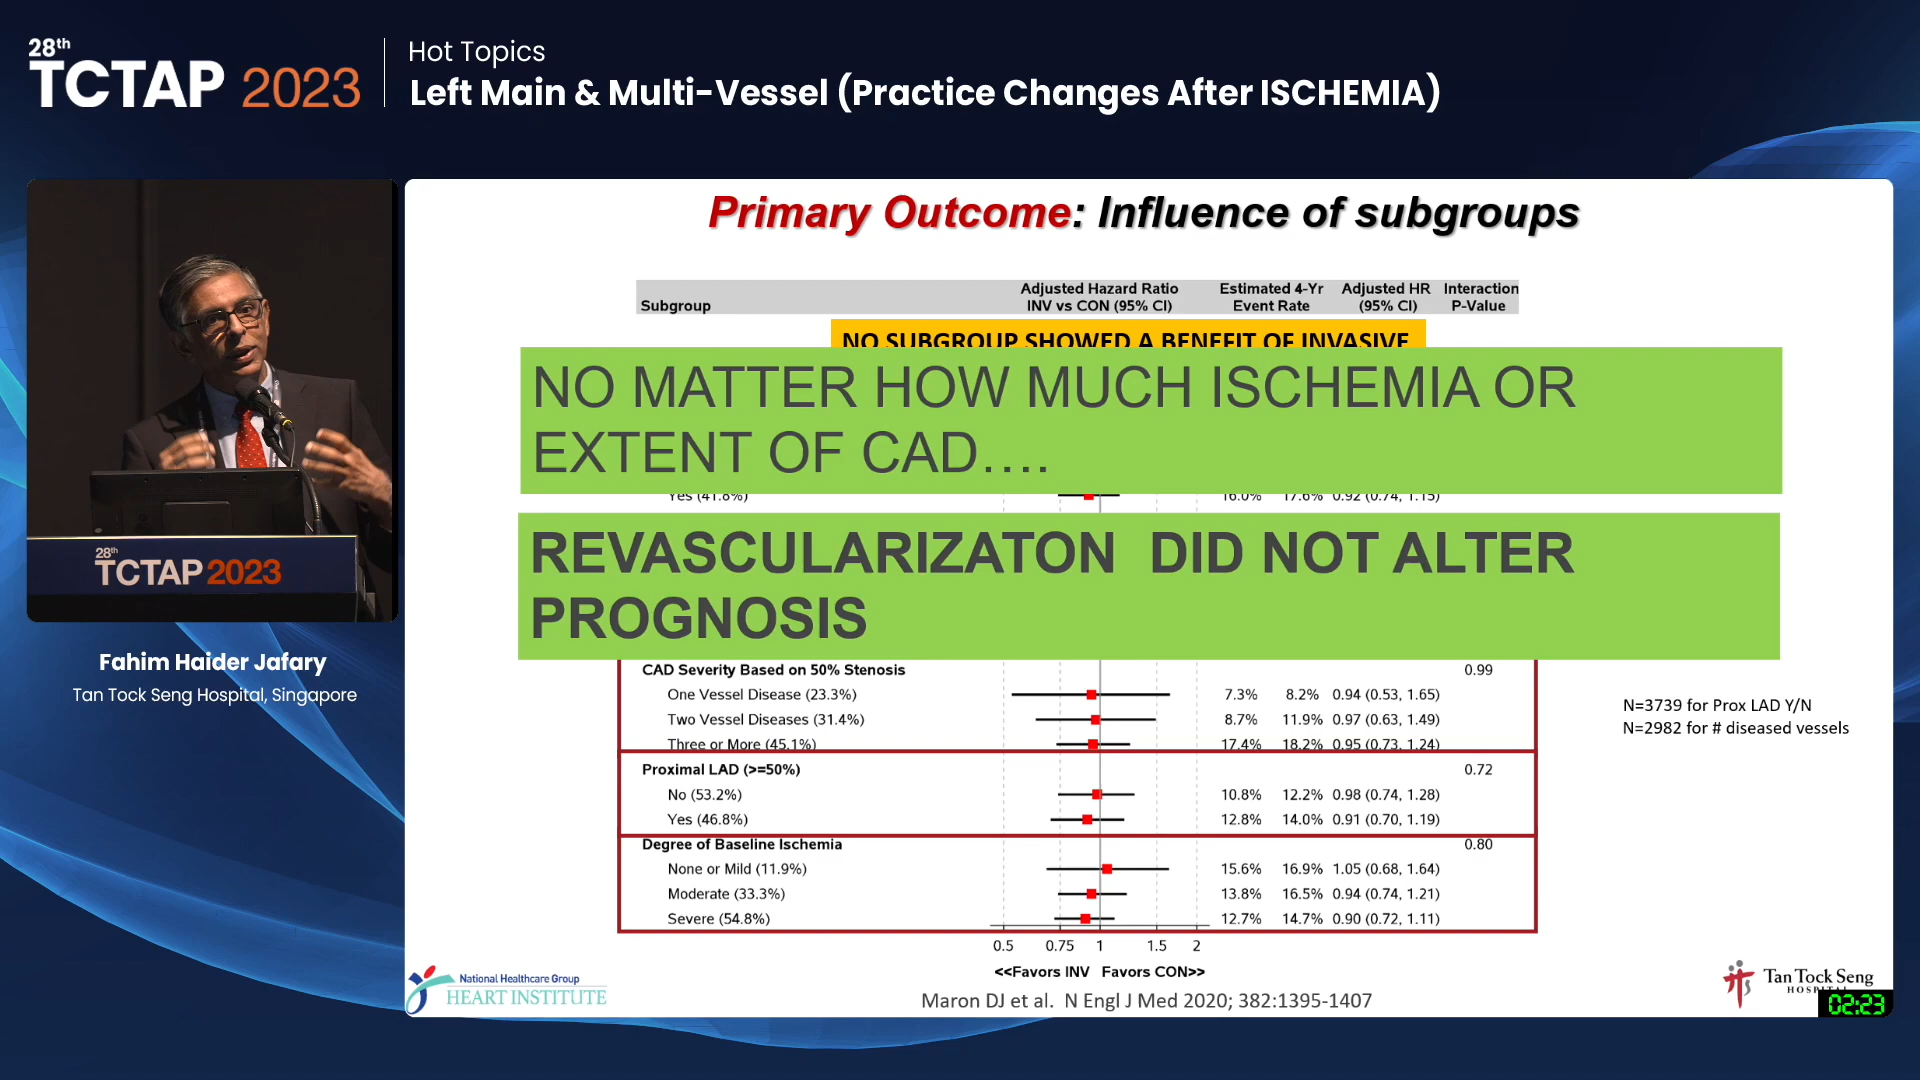 28th
TCTAP 2023
Hot Topics
Left Main & Multi-Vessel (Practice Changes After ISCHEMIA)
28th
TCTAP 2023
Fahim Haider Jafary
Tan Tock Seng Hospital, Singapore
Primary Outcome: Influence of subgroups
Subgroup Adjusted Hazard Ratio INV vs CON (95% CI) Estimated 4-Yr Event Rate Adjusted HR (95% CI) Interaction P-Value
NO SUBGROUP SHOWED A BENEFIT OF INVASIVE
NO MATTER HOW MUCH ISCHEMIA OR
EXTENT OF CAD....
Yes (41.8%) 16.0% 17.6% 0.92 (0.74, 1.15)
REVASCULARIZATON DID NOT ALTER
PROGNOSIS
CAD Severity Based on 50% Stenosis 0.99
One Vessel Disease (23.3%) 7.3% 8.2% 0.94 (0.53, 1.65)
Two Vessel Diseases (31.4%) 8.7% 11.9% 0.97 (0.63, 1.49)
Three or More (45.1%) 17.4% 18.2% 0.95 (0.73, 1.24)
Proximal LAD (>=50%) 0.72
No (53.2%) 10.8% 12.2% 0.98 (0.74, 1.28)
Yes (46.8%) 12.8% 14.0% 0.91 (0.70, 1.19)
Degree of Baseline Ischemia 0.80
None or Mild (11.9%) 15.6% 16.9% 1.05 (0.68, 1.64)
Moderate (33.3%) 13.8% 16.5% 0.94 (0.74, 1.21)
Severe (54.8%) 12.7% 14.7% 0.90 (0.72, 1.11)
0.5 0.75 1 1.5 2
<<Favors INV Favors CON>>
N=3739 for Prox LAD Y/N
N=2982 for # diseased vessels
National Healthcare Group
HEART INSTITUTE
Maron DJ et al. N Engl J Med 2020; 382:1395-1407
Tan Tock Seng
HOSPITAL
02:23